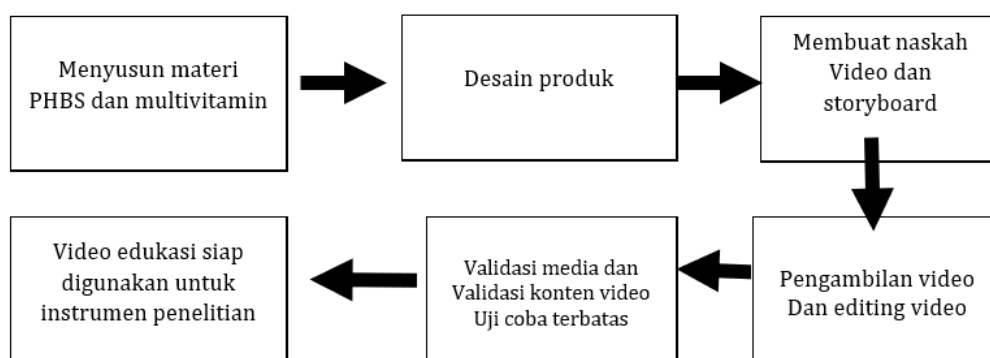 Menyusun materi
PHBS dan multivitamin
Desain produk
Membuat naskah
Video dan
storyboard
Pengambilan video
Dan editing video
Validasi media dan
Validasi konten video
Uji coba terbatas
Video edukasi siap
digunakan untuk
instrumen penelitian